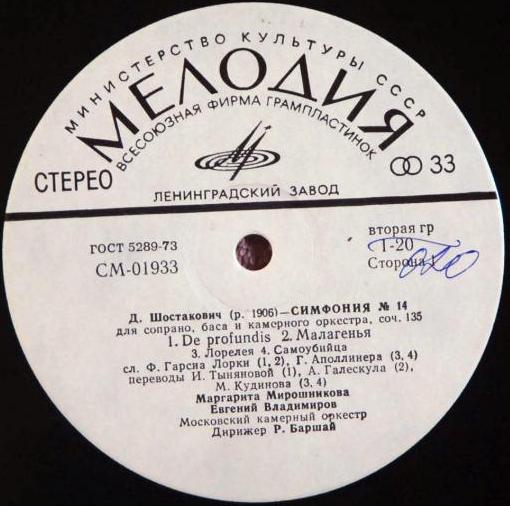 МИНИСТЕРСТВО КУЛЬТУРЫ СССР
МЕЛОДИЯ
ВСЕСОЮЗНАЯ ФИРМА ГРАМПЛАСТИНОК
СТЕРЕО
33
ЛЕНИНГРАДСКИЙ ЗАВОД
ГОСТ 5289-73
вторая гр
СМ-01933
1-20
Сторона 1
Д. Шостакович (р. 1906)—СИМФОНИЯ № 14
для сопрано, баса и камерного оркестра, соч. 135
1. De profundis 2. Малагенья
3. Лорелея 4. Самоубийца
сл. Ф. Гарсиа Лорки (1, 2), Г. Аполлинера (3, 4)
переводы И. Тыняновой (1), А. Гелескула (2),
М. Кудинова (3, 4)
Маргарита Мирошникова
Евгений Владимиров
Московский камерный оркестр
Дирижер Р. Баршай